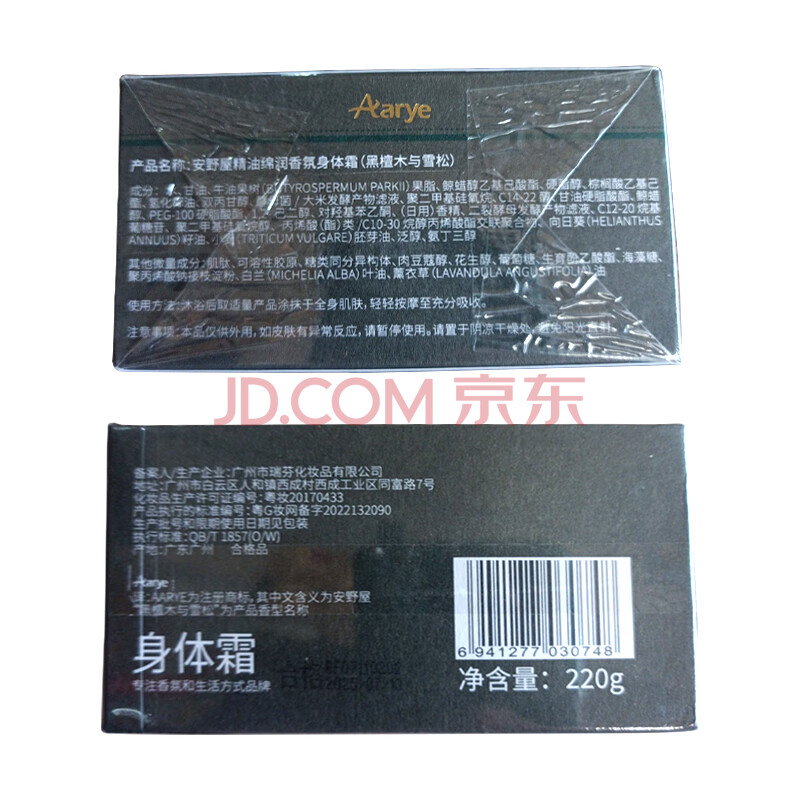 Aarye
产品名称:安野屋精油绵润香氛身体霜(黑檀木与雪松)
成分:水、甘油、牛油果树(BUTYROSPERMUM PARKII)果脂、鲸蜡醇乙基己酸酯、硬脂醇、棕榈酸乙基己
酯、氢化 双丙甘醇、 /大米发酵产物滤液、聚二甲基硅氧烷、C14-22醇、甘油硬脂酸酯、鲸蜡
醇、PEG-100硬脂酸酯、1,2-己二醇、对羟基苯乙酮、(日用)香精、二裂酵母发酵产物滤液、C12-20烷基
葡糖苷、聚二甲基硅氧烷醇、丙烯酸(酯)类/C10-30烷醇丙烯酸酯交联聚合物、向日葵(HELIANTHUS
ANNUUS)籽油、小麦(TRITICUM VULGARE)胚芽油、泛醇、氨丁三醇
其他微量成分:肌肽、可溶性胶原、糖类同分异构体、肉豆蔻醇、花生醇、葡萄糖、生育酚乙酸酯、海藻糖、
聚丙烯酸钠接枝淀粉、白兰(MICHELIA ALBA)叶油、薰衣草(LAVANDULA ANGUSTIFOLIA)油
使用方法:沐浴后取适量产品涂抹于全身肌肤,轻轻按摩至充分吸收。
注意事项:本品仅供外用,如皮肤有异常反应,请暂停使用。请置于阴凉干燥处,避免阳光直射。
JD.COM 京东
备案人/生产企业:广州市瑞芬化妆品有限公司
地址:广州市白云区人和镇西成村西成工业区同富路7号
化妆品生产许可证编号:粤妆20170433
产品执行的标准编号:粤G妆网备字2022132090
生产批号和限期使用日期见包装
执行标准:QB/T 1857(O/W)
产地:广东广州 合格品
Aarye
注:AARYE为注册商标,其中文含义为安野屋
"黑檀木与雪松"为产品香型名称
身体霜
专注香氛和生活方式品牌
合格
6 941277 030748
净含量:220g